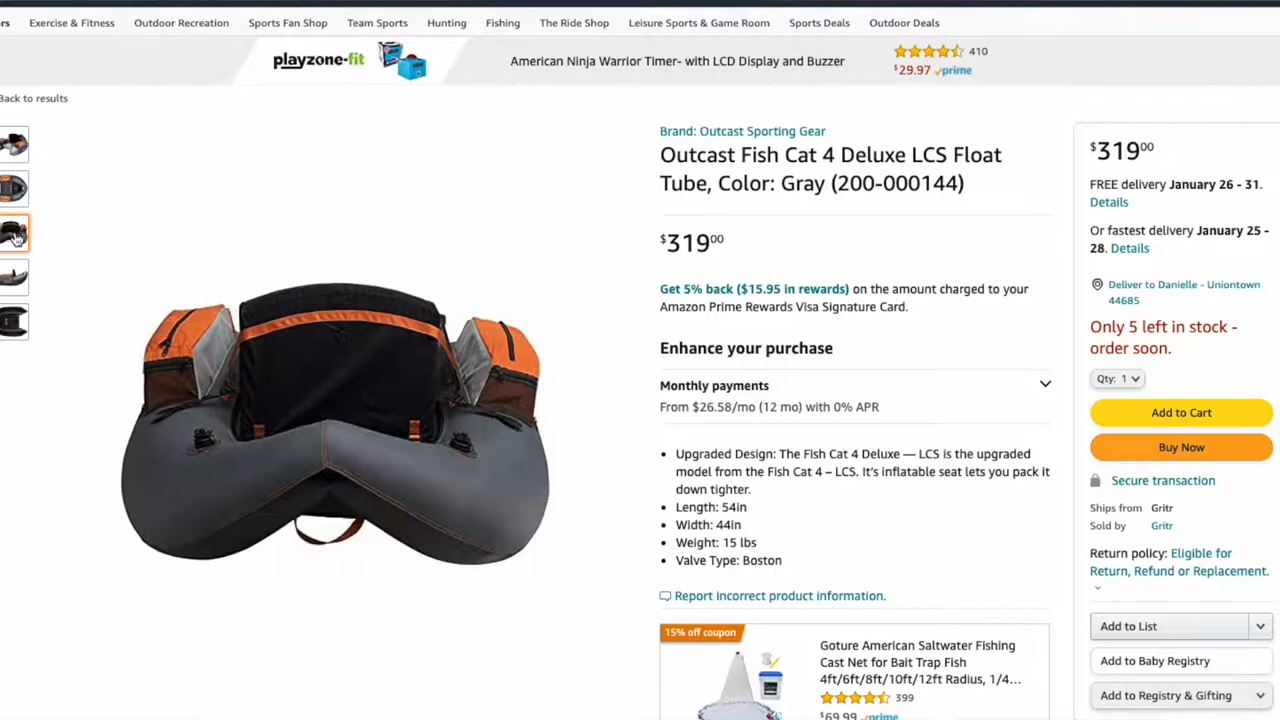 rs Exercise & Fitness Outdoor Recreation Sports Fan Shop Team Sports Hunting Fishing The Ride Shop Leisure Sports & Game Room Sports Deals Outdoor Deals
playzone-fit American Ninja Warrior Timer- with LCD Display and Buzzer 410
$29.97 prime
Back to results
Brand: Outcast Sporting Gear
Outcast Fish Cat 4 Deluxe LCS Float
Tube, Color: Gray (200-000144)
$31900
Get 5% back ($15.95 in rewards) on the amount charged to your
Amazon Prime Rewards Visa Signature Card.
Enhance your purchase
Monthly payments
From $26.58/mo (12 mo) with 0% APR
• Upgraded Design: The Fish Cat 4 Deluxe — LCS is the upgraded
model from the Fish Cat 4 – LCS. It's inflatable seat lets you pack it
down tighter.
• Length: 54in
• Width: 44in
• Weight: 15 lbs
• Valve Type: Boston
Report incorrect product information.
15% off coupon
Goture American Saltwater Fishing
Cast Net for Bait Trap Fish
4ft/6ft/8ft/10ft/12ft Radius, 1/4...
399
$69.99 prime
$31900
FREE delivery January 26 - 31.
Details
Or fastest delivery January 25 -
28. Details
Deliver to Danielle - Uniontown
44685
Only 5 left in stock -
order soon.
Qty: 1
Add to Cart
Buy Now
Secure transaction
Ships from Gritr
Sold by Gritr
Return policy: Eligible for
Return, Refund or Replacement.
Add to List
Add to Baby Registry
Add to Registry & Gifting